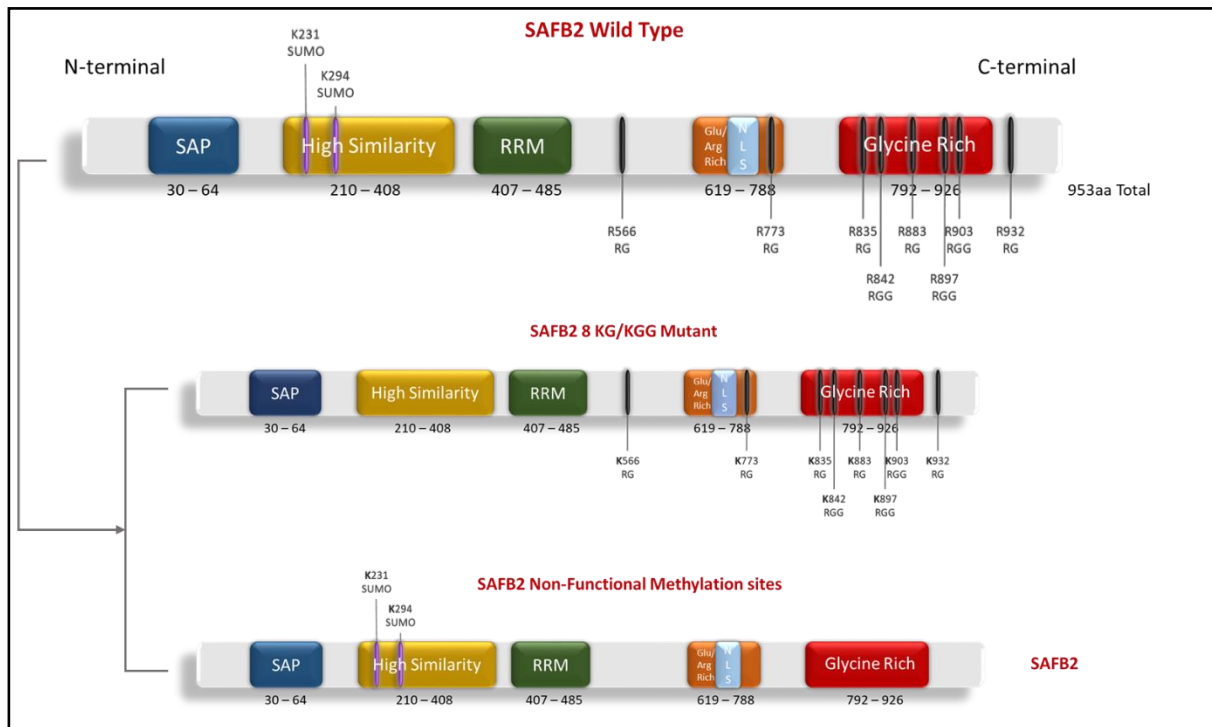 SAFB2 Wild Type
K231
SUMO
N-terminal
C-terminal
K294
SUMO
SAP
High Similarity
RRM
Glu/
Arg
Rich
N
L
S
Glycine Rich
30 – 64
210 – 408
407 – 485
619 – 788
792 – 926
953aa Total
R566
RG
R773
RG
R835
RG
R883
RG
R903
RGG
R932
RG
R842
RGG
R897
RGG
SAFB2 8 KG/KGG Mutant
SAP
High Similarity
RRM
Glu/
Arg
Rich
N
L
S
Glycine Rich
30 – 64
210 – 408
407 – 485
619 – 788
792 – 926
K566
RG
K773
RG
K835
RG
K883
RG
K903
RGG
K932
RG
K842
RGG
K897
RGG
K231
SUMO
SAFB2 Non-Functional Methylation sites
K294
SUMO
SAP
High Similarity
RRM
Glu/
Arg
Rich
N
L
S
Glycine Rich
SAFB2
30 – 64
210 – 408
407 – 485
619 – 788
792 – 926